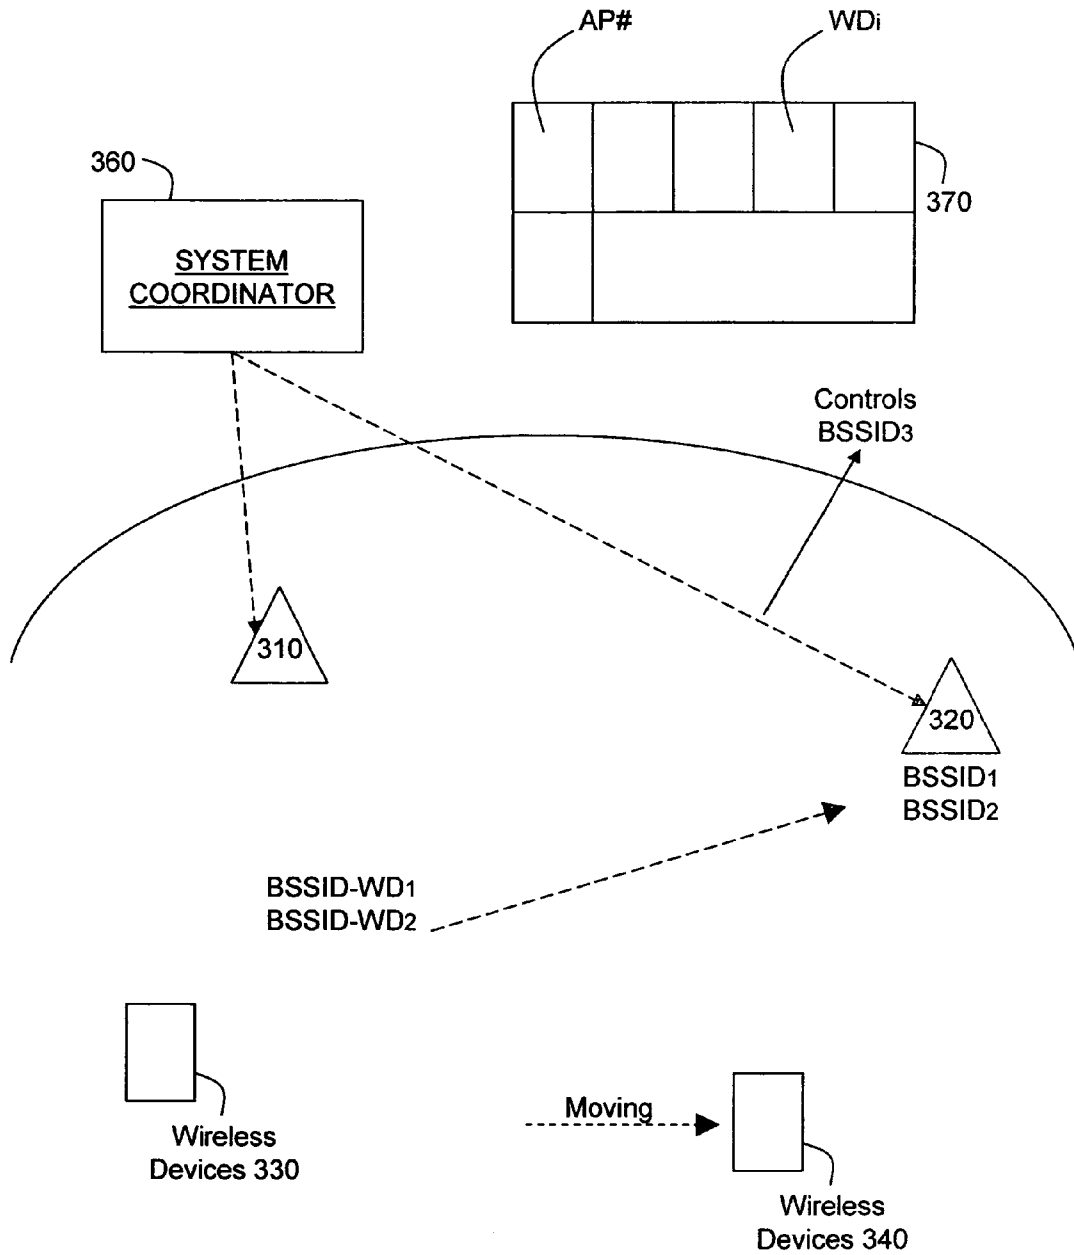 AP#
WDi
360
370
SYSTEM
COORDINATOR
Controls
BSSID3
310
320
BSSID1
BSSID2
BSSID-WD1
BSSID-WD2
Moving
Wireless
Devices 330
Wireless
Devices 340